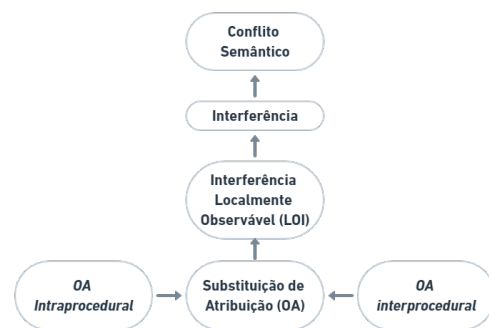 Conflito
Semântico
Interferência
Interferência
Localmente
Observável (LOI)
OA
Intraprocedural
Substituição de
Atribuição (OA)
OA
interprocedural